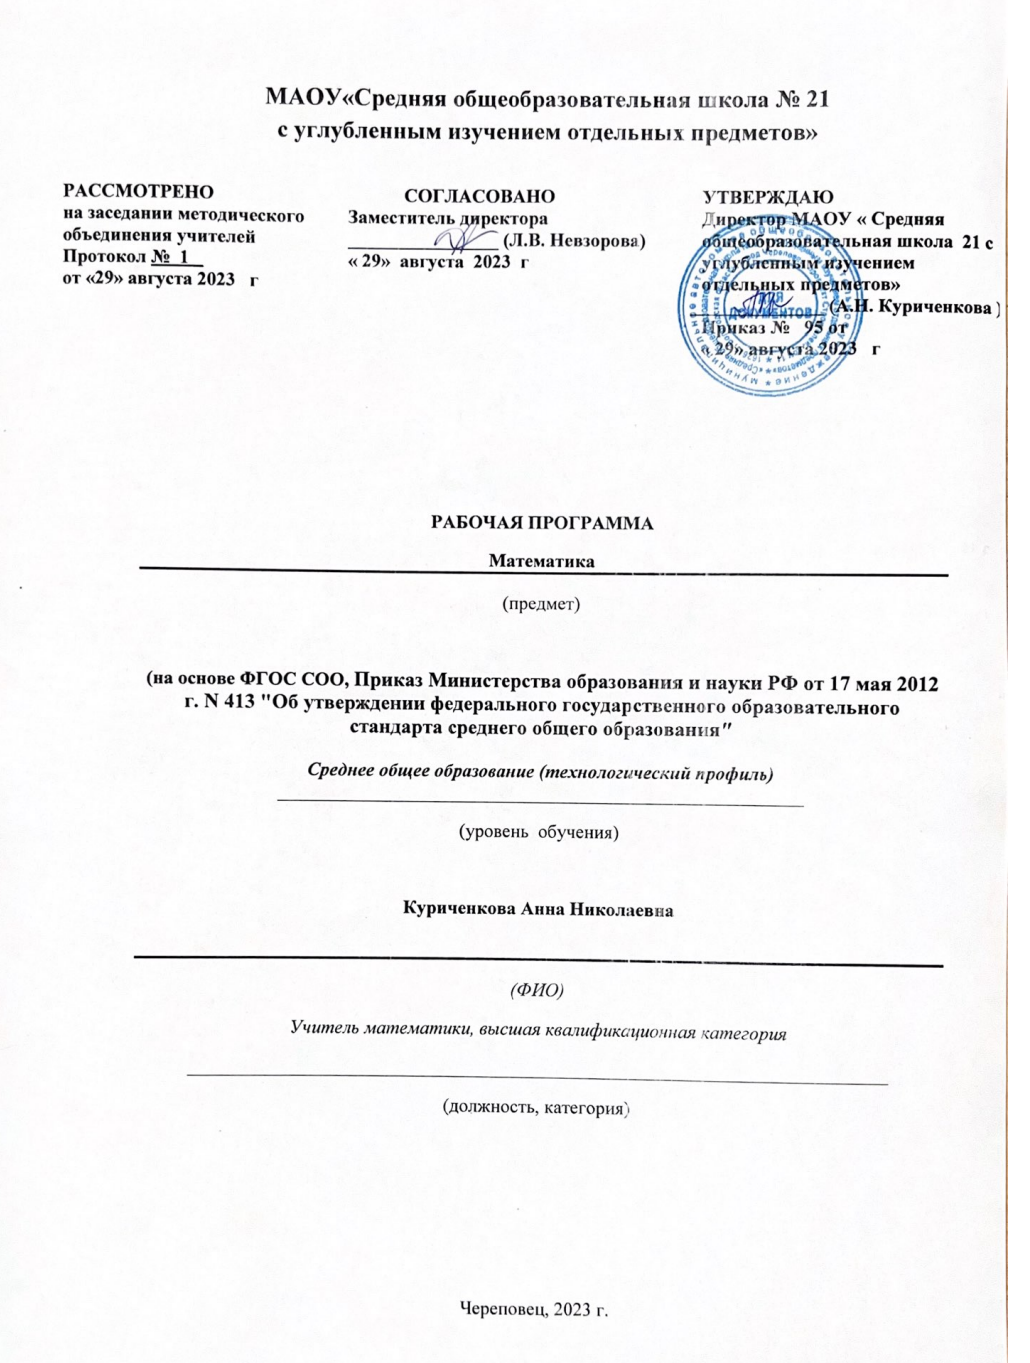 МАОУ«Средняя общеобразовательная школа № 21
с углубленным изучением отдельных предметов»
РАССМОТРЕНО
на заседании методического
объединения учителей
Протокол № 1
от «29» августа 2023 г
СОГЛАСОВАНО
Заместитель директора
(Л.В. Невзорова)
« 29» августа 2023 г
УТВЕРЖДАЮ
Директор МАОУ « Средняя
общеобразовательная школа 21 с
углубленным изучением
отдельных предметов»
(А.Н. Куриченкова )
Приказ № 95 от
« 29» августа 2023 г
ДЛЯ
ДОКУМЕНТОВ
РАБОЧАЯ ПРОГРАММА
Математика
(предмет)
(на основе ФГОС СОО, Приказ Министерства образования и науки РФ от 17 мая 2012
г. N 413 "Об утверждении федерального государственного образовательного
стандарта среднего общего образования"
Среднее общее образование (технологический профиль)
(уровень обучения)
Куриченкова Анна Николаевна
(ФИО)
Учитель математики, высшая квалификационная категория
(должность, категория)
Череповец, 2023 г.